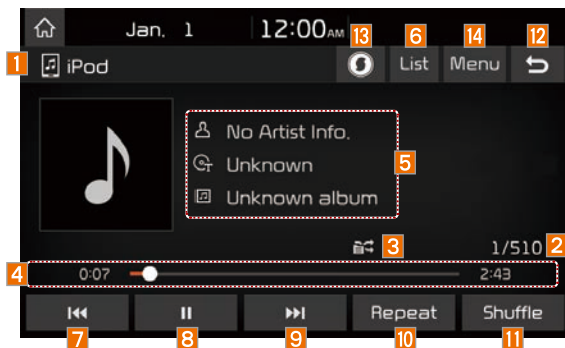 Jan. 1 12:00AM
13 6 14 12
1 iPod List Menu
No Artist Info.
Unknown 5
Unknown album
3 1/510 2
4 0:07 2:43
Repeat Shuffle
7 8 9 10 11